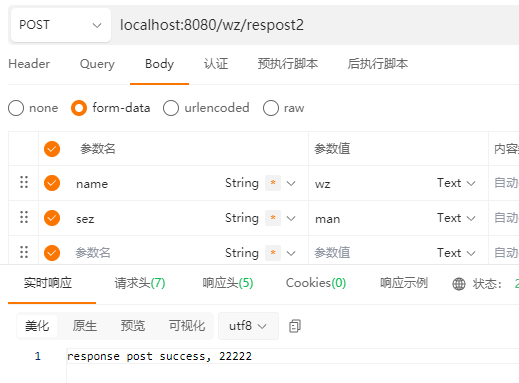 POST localhost:8080/wz/respost2
Header Query Body 认证 预执行脚本 后执行脚本
none form-data urlencoded raw
参数名 参数值 内容
name String * wz Text 自动
sez String * man Text 自动
参数名 String * 参数值 Text 自动
实时响应 请求头(7) 响应头(5) Cookies(0) 响应示例 状态:
美化 原生 预览 可视化 utf8
1 response post success, 22222